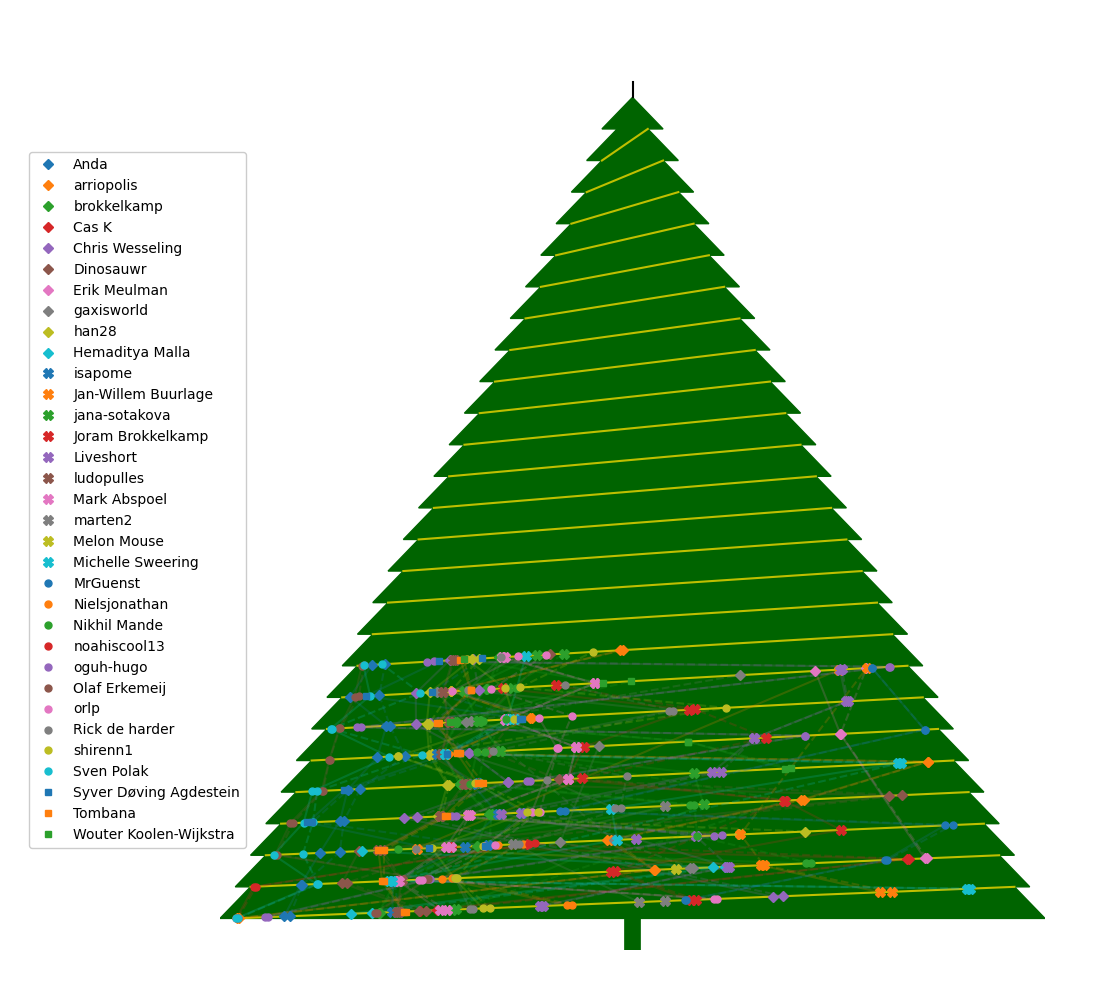 Anda
arriopolis
brokkelkamp
Cas K
Chris Wesseling
Dinosauwr
Erik Meulman
gaxisworld
han28
Hemaditya Malla
isapome
Jan-Willem Buurlage
jana-sotakova
Joram Brokkelkamp
Liveshort
ludopulles
Mark Abspoel
marten2
Melon Mouse
Michelle Sweering
MrGuenst
Nielsjonathan
Nikhil Mande
noahiscool13
oguh-hugo
Olaf Erkemeij
orlp
Rick de harder
shirenn1
Sven Polak
Syver Døving Agdestein
Tombana
Wouter Koolen-Wijkstra